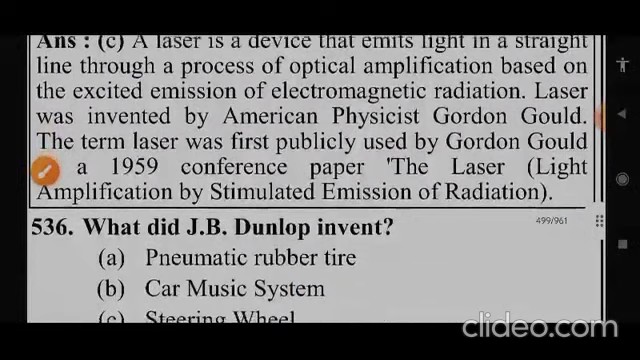 Ans : (c) A laser is a device that emits light in a straight
line through a process of optical amplification based on
the excited emission of electromagnetic radiation. Laser
was invented by American Physicist Gordon Gould.
The term laser was first publicly used by Gordon Gould
a 1959 conference paper 'The Laser (Light
Amplification by Stimulated Emission of Radiation).
536. What did J.B. Dunlop invent?
499/961
(a) Pneumatic rubber tire
(b) Car Music System
(c) Steering Wheel
clideo.com